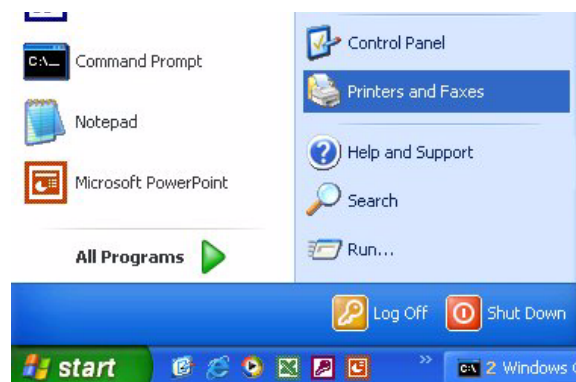 Command Prompt
Notepad
Microsoft PowerPoint
All Programs
Control Panel
Printers and Faxes
Help and Support
Search
Run...
Log Off
Shut Down
start
2 Windows